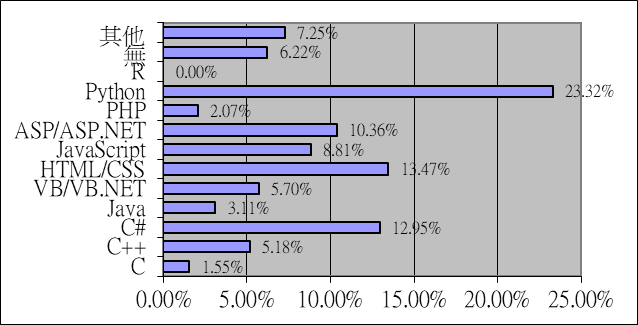 其他 7.25%
無 6.22%
R 0.00%
Python 23.32%
PHP 2.07%
ASP/ASP.NET 10.36%
JavaScript 8.81%
HTML/CSS 13.47%
VB/VB.NET 5.70%
Java 3.11%
C# 12.95%
C++ 5.18%
C 1.55%
0.00% 5.00% 10.00% 15.00% 20.00% 25.00%